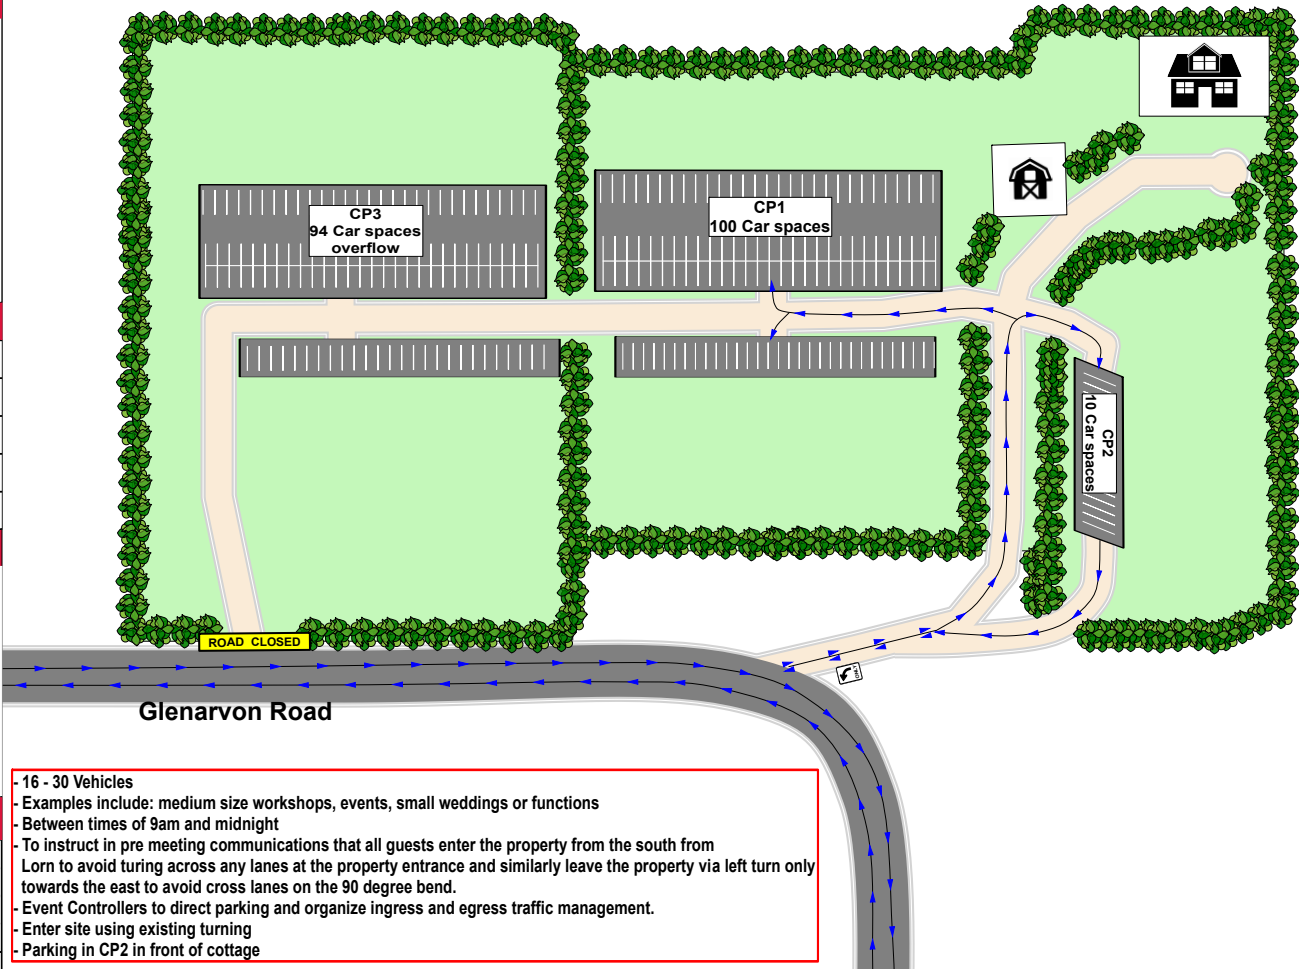 CP3
94 Car spaces
overflow
CP1
100 Car spaces
CP2
10 Car spaces
ROAD CLOSED
ONLY
Glenarvon Road
- 16 - 30 Vehicles
- Examples include: medium size workshops, events, small weddings or functions
- Between times of 9am and midnight
- To instruct in pre meeting communications that all guests enter the property from the south from
Lorn to avoid turing across any lanes at the property entrance and similarly leave the property via left turn only
towards the east to avoid cross lanes on the 90 degree bend.
- Event Controllers to direct parking and organize ingress and egress traffic management.
- Enter site using existing turning
- Parking in CP2 in front of cottage